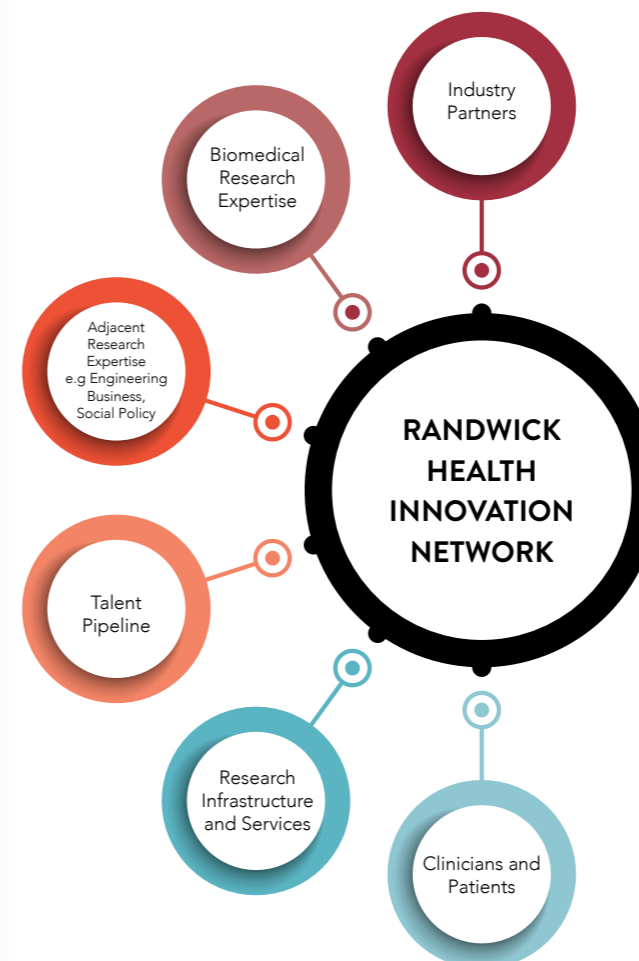 Industry
Partners
Biomedical
Research
Expertise
Adjacent
Research
Expertise
e.g Engineering
Business,
Social Policy
RANDWICK
HEALTH
INNOVATION
NETWORK
Talent
Pipeline
Research
Infrastructure
and Services
Clinicians and
Patients